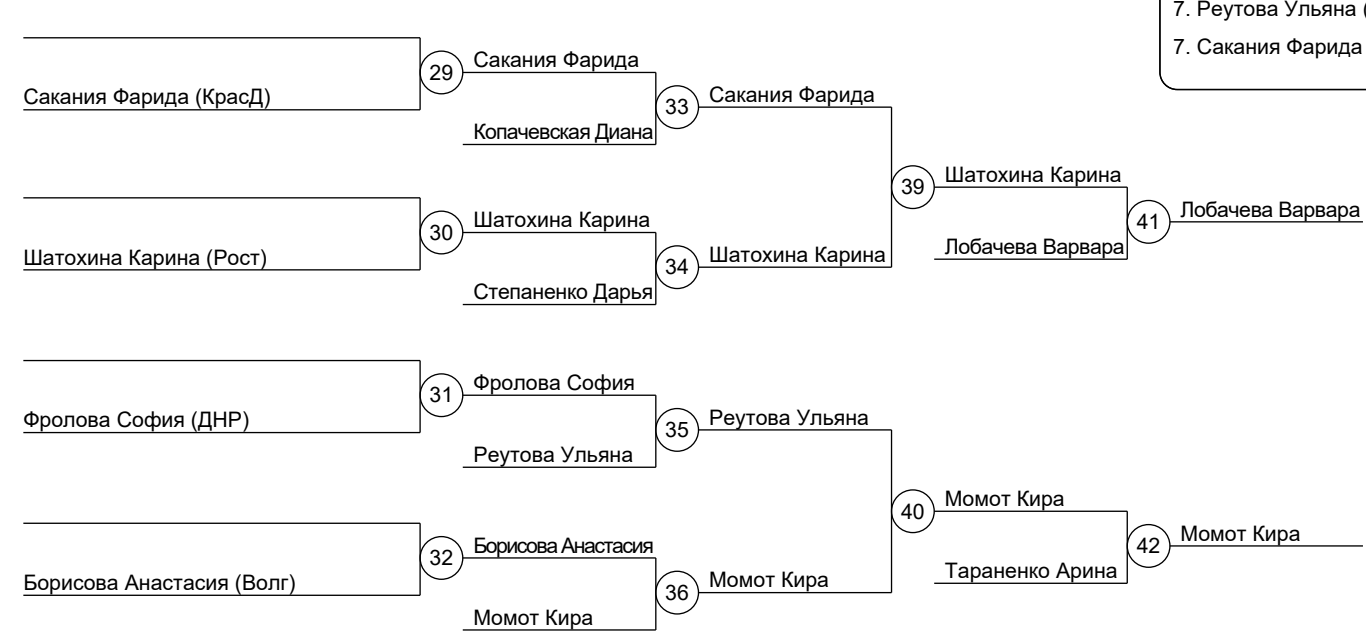 7. Реутова Ульяна (
7. Сакания Фарида
Сакания Фарида (КрасД)
29
Сакания Фарида
Копачевская Диана
33
Сакания Фарида
Шатохина Карина (Рост)
30
Шатохина Карина
Степаненко Дарья
34
Шатохина Карина
39
Шатохина Карина
Лобачева Варвара
41
Лобачева Варвара
Фролова София (ДНР)
31
Фролова София
Реутова Ульяна
35
Реутова Ульяна
Борисова Анастасия (Волг)
32
Борисова Анастасия
Момот Кира
36
Момот Кира
40
Момот Кира
Тараненко Арина
42
Момот Кира